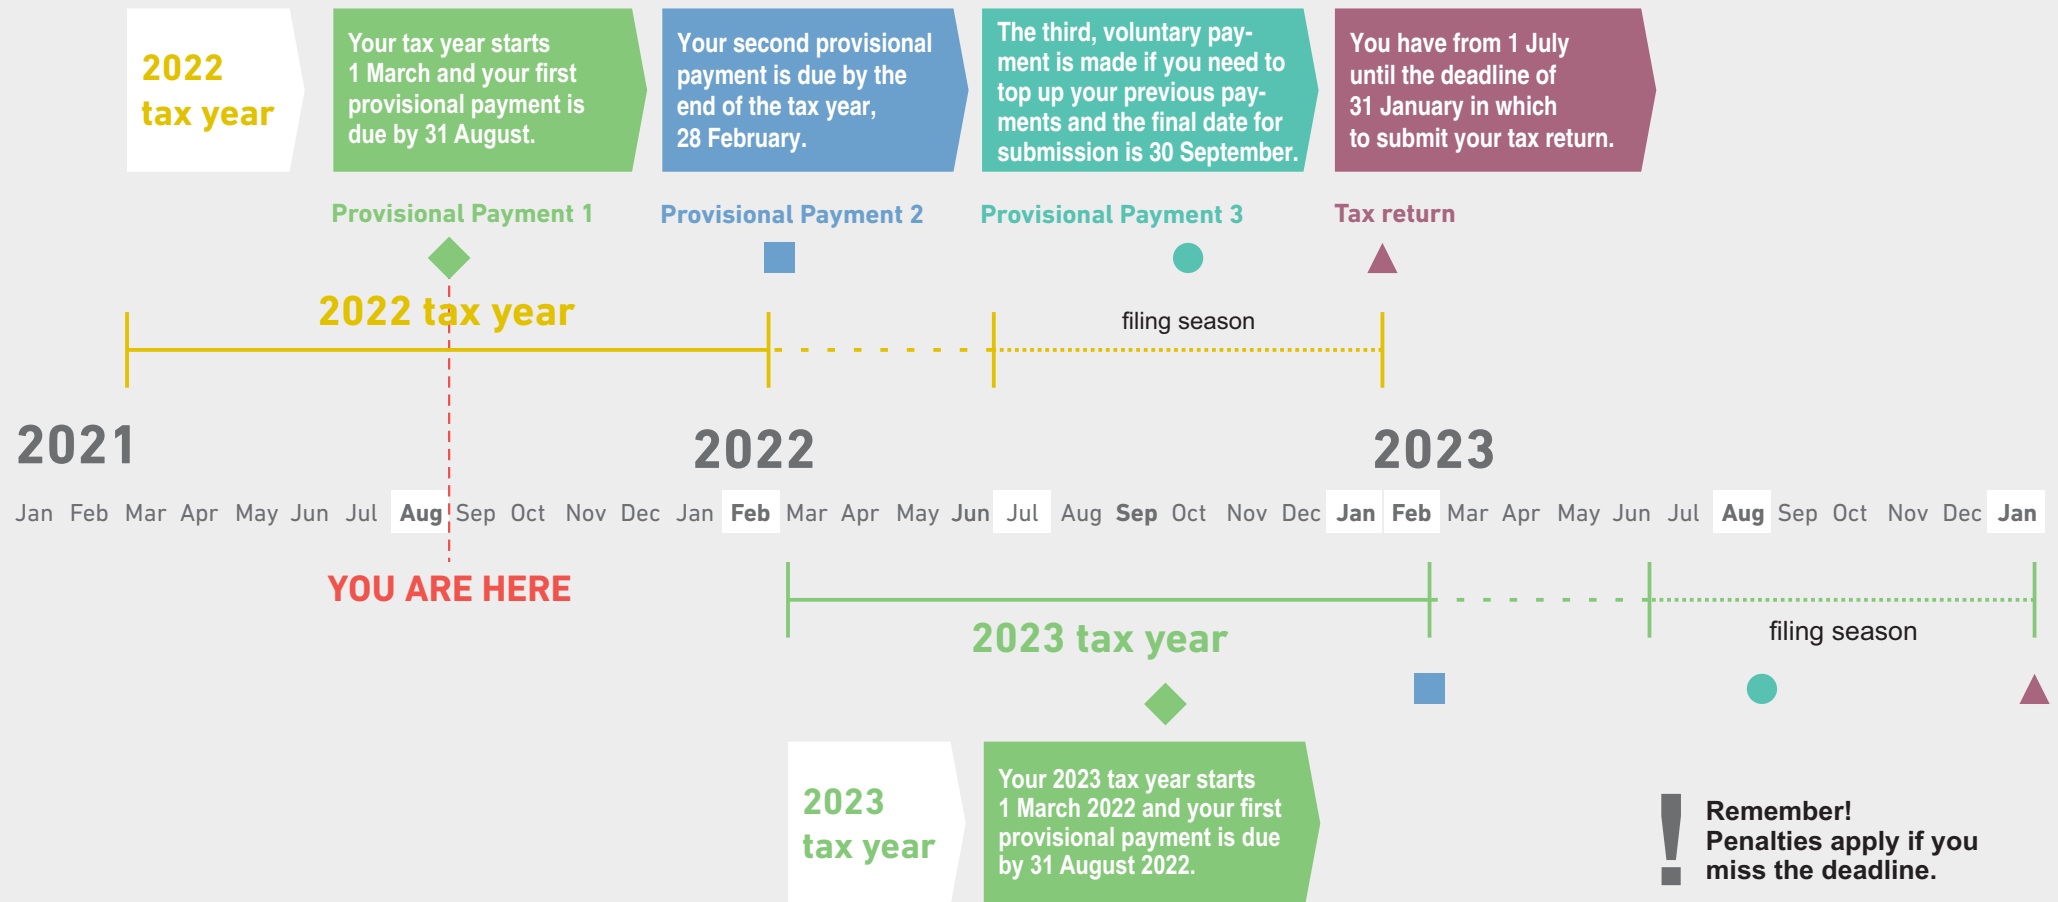 2022
tax year
Your tax year starts
1 March and your first
provisional payment is
due by 31 August.
Your second provisional
payment is due by the
end of the tax year,
28 February.
The third, voluntary pay-
ment is made if you need to
top up your previous pay-
ments and the final date for
submission is 30 September.
You have from 1 July
until the deadline of
31 January in which
to submit your tax return.
Provisional Payment 1
Provisional Payment 2
Provisional Payment 3
Tax return
2022 tax year
filing season
2021
2022
2023
Jan Feb Mar Apr May Jun Jul Aug Sep Oct Nov Dec Jan Feb Mar Apr May Jun Jul Aug Sep Oct Nov Dec Jan Feb Mar Apr May Jun Jul Aug Sep Oct Nov Dec Jan
YOU ARE HERE
2023 tax year
filing season
2023
tax year
Your 2023 tax year starts
1 March 2022 and your first
provisional payment is due
by 31 August 2022.
! Remember!
Penalties apply if you
miss the deadline.